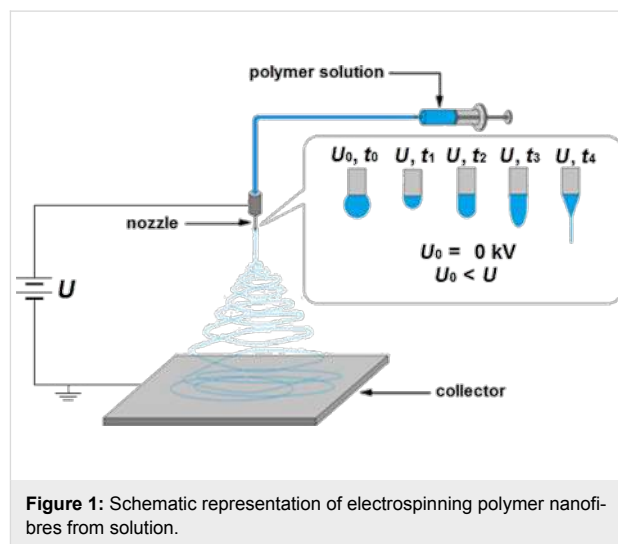 polymer solution
U₀, t₀ U, t₁ U, t₂ U, t₃ U, t₄
nozzle
U₀ = 0 kV
U₀ < U
U
collector
Figure 1: Schematic representation of electrospinning polymer nanofi-
bres from solution.